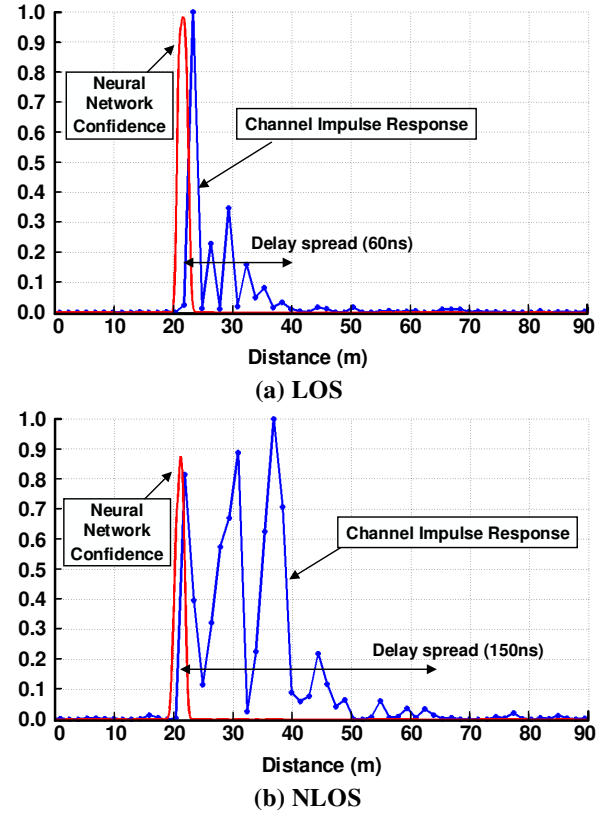 1.0
0.9
0.8
0.7
0.6
0.5
0.4
0.3
0.2
0.1
0.0
Neural
Network
Confidence
Channel Impulse Response
Delay spread (60ns)
0 10 20 30 40 50 60 70 80 90
Distance (m)
(a) LOS
1.0
0.9
0.8
0.7
0.6
0.5
0.4
0.3
0.2
0.1
0.0
Neural
Network
Confidence
Channel Impulse Response
Delay spread (150ns)
0 10 20 30 40 50 60 70 80 90
Distance (m)
(b) NLOS